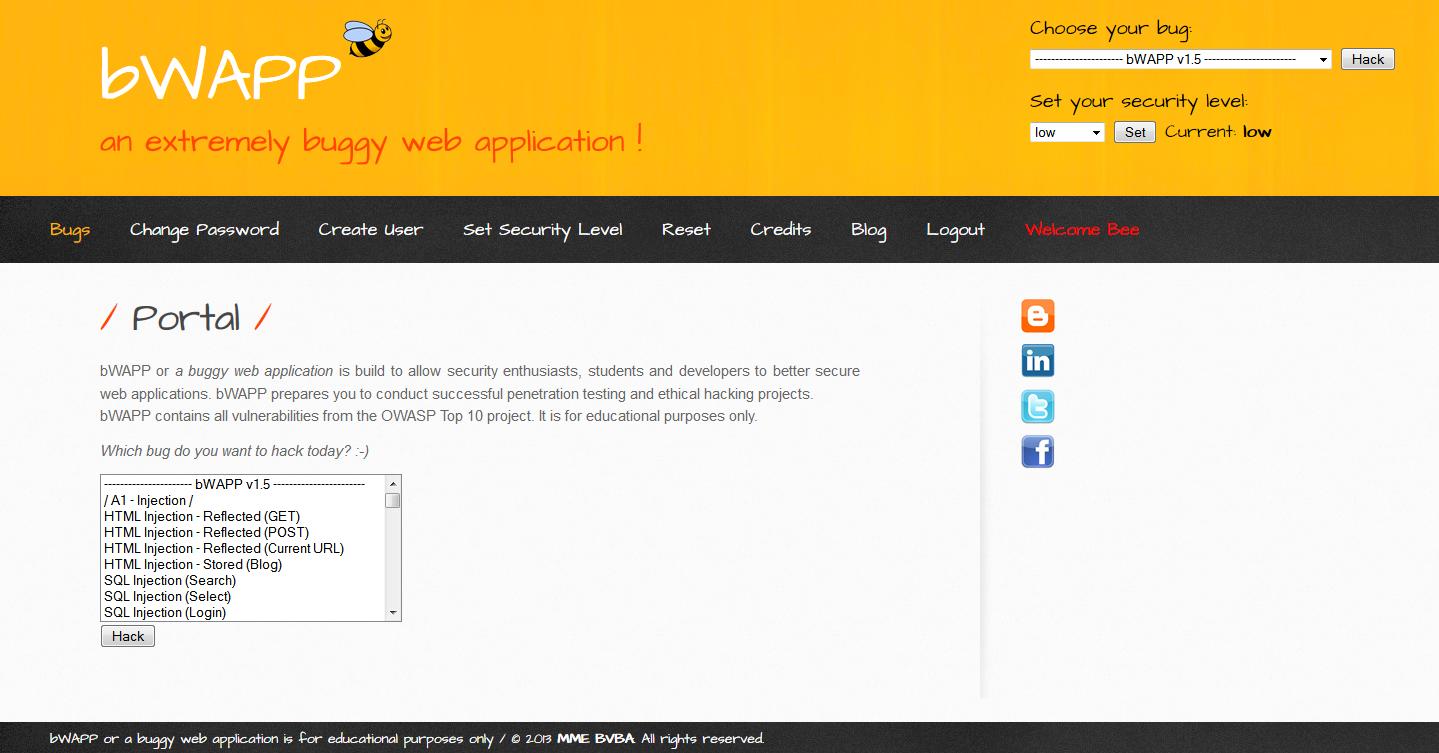 bWAPP
an extremely buggy web application !
Choose your bug:
---------------------- bWAPP v1.5 ----------------------- Hack
Set your security level:
low Set Current: low
Bugs Change Password Create User Set Security Level Reset Credits Blog Logout Welcome Bee
/ Portal /
bWAPP or a buggy web application is build to allow security enthusiasts, students and developers to better secure
web applications. bWAPP prepares you to conduct successful penetration testing and ethical hacking projects.
bWAPP contains all vulnerabilities from the OWASP Top 10 project. It is for educational purposes only.
Which bug do you want to hack today? :-)
---------------------- bWAPP v1.5 -----------------------
/ A1 - Injection /
HTML Injection - Reflected (GET)
HTML Injection - Reflected (POST)
HTML Injection - Reflected (Current URL)
HTML Injection - Stored (Blog)
SQL Injection (Search)
SQL Injection (Select)
SQL Injection (Login)
Hack
in
t
f
bWAPP or a buggy web application is for educational purposes only / © 2013 MME BVBA. All rights reserved.